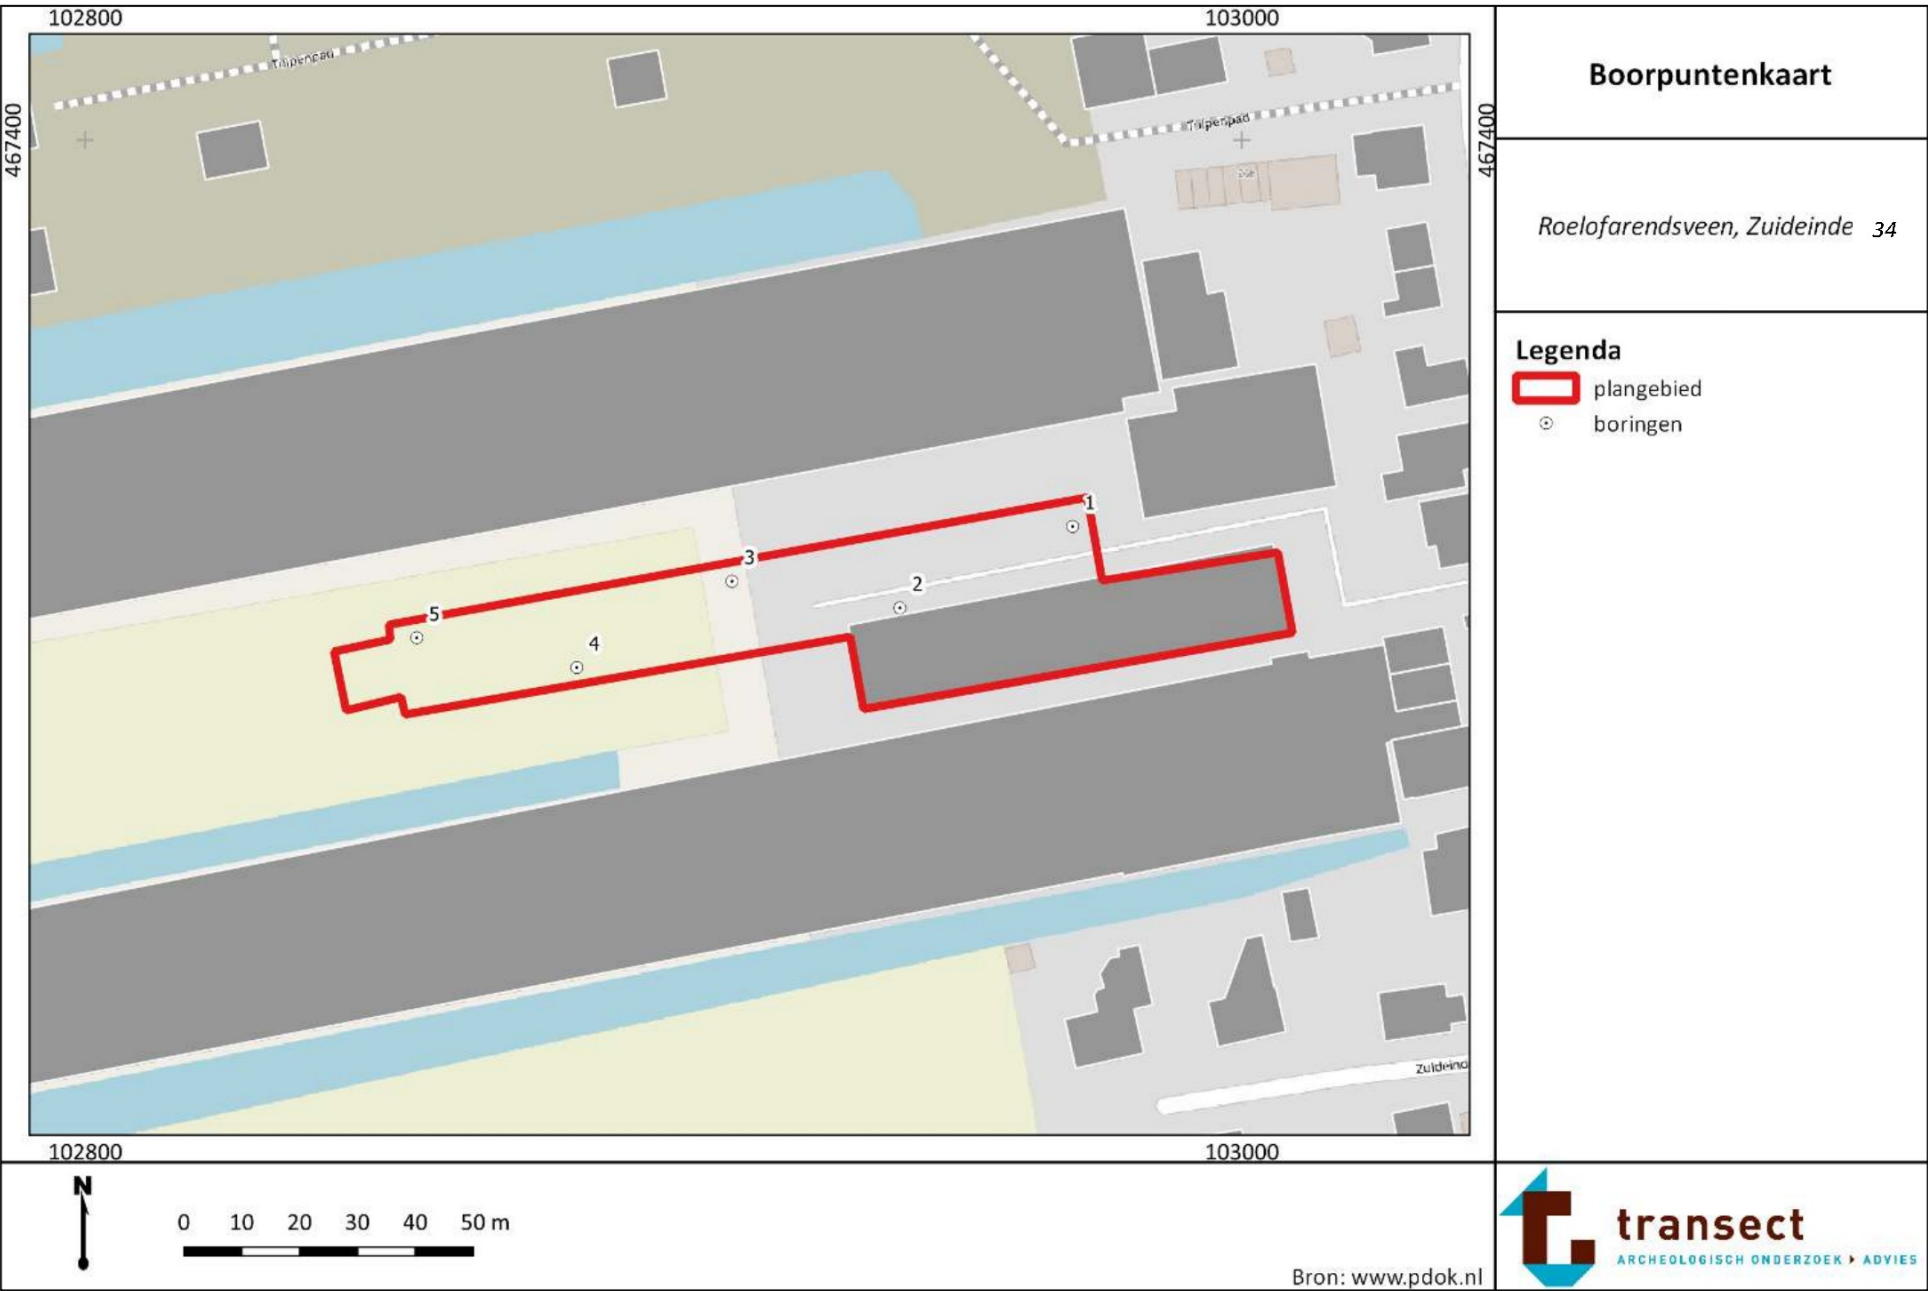 102800
103000
467400
467400
Tulpenpad
Tulpenpad
Boorpuntenkaart
Roelofarendsveen, Zuideinde 34
Legenda
plangebied
boringen
1
3
2
5
4
Zuideind
102800
103000
N
0 10 20 30 40 50 m
Bron: www.pdok.nl
transect
ARCHEOLOGISCH ONDERZOEK ▸ ADVIES